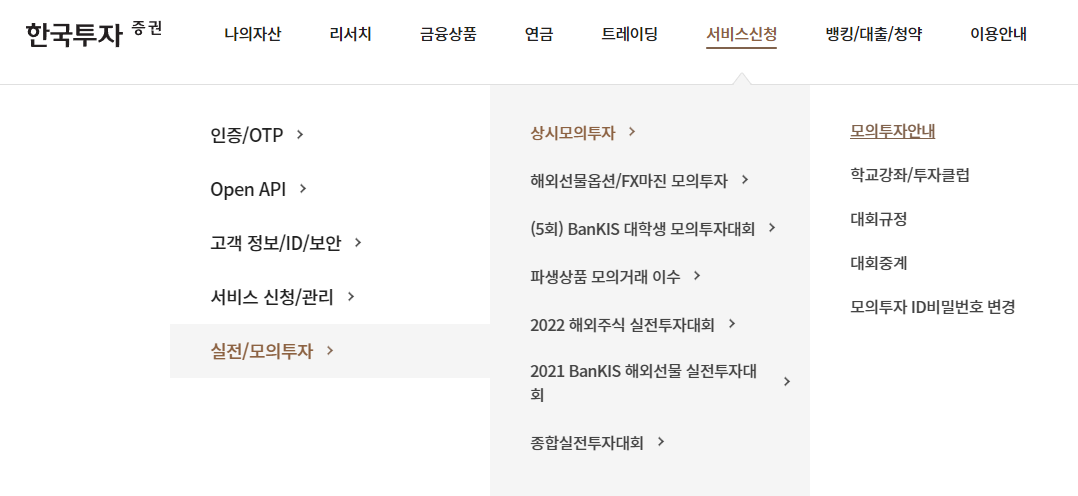 한국투자 증권
나의자산 리서치 금융상품 연금 트레이딩 서비스신청 뱅킹/대출/청약 이용안내
인증/OTP
Open API
고객 정보/ID/보안
서비스 신청/관리
실전/모의투자
상시모의투자
해외선물옵션/FX마진 모의투자
(5회) BanKIS 대학생 모의투자대회
파생상품 모의거래 이수
2022 해외주식 실전투자대회
2021 BanKIS 해외선물 실전투자대
회
종합실전투자대회
모의투자안내
학교강좌/투자클럽
대회규정
대회중계
모의투자 ID비밀번호 변경